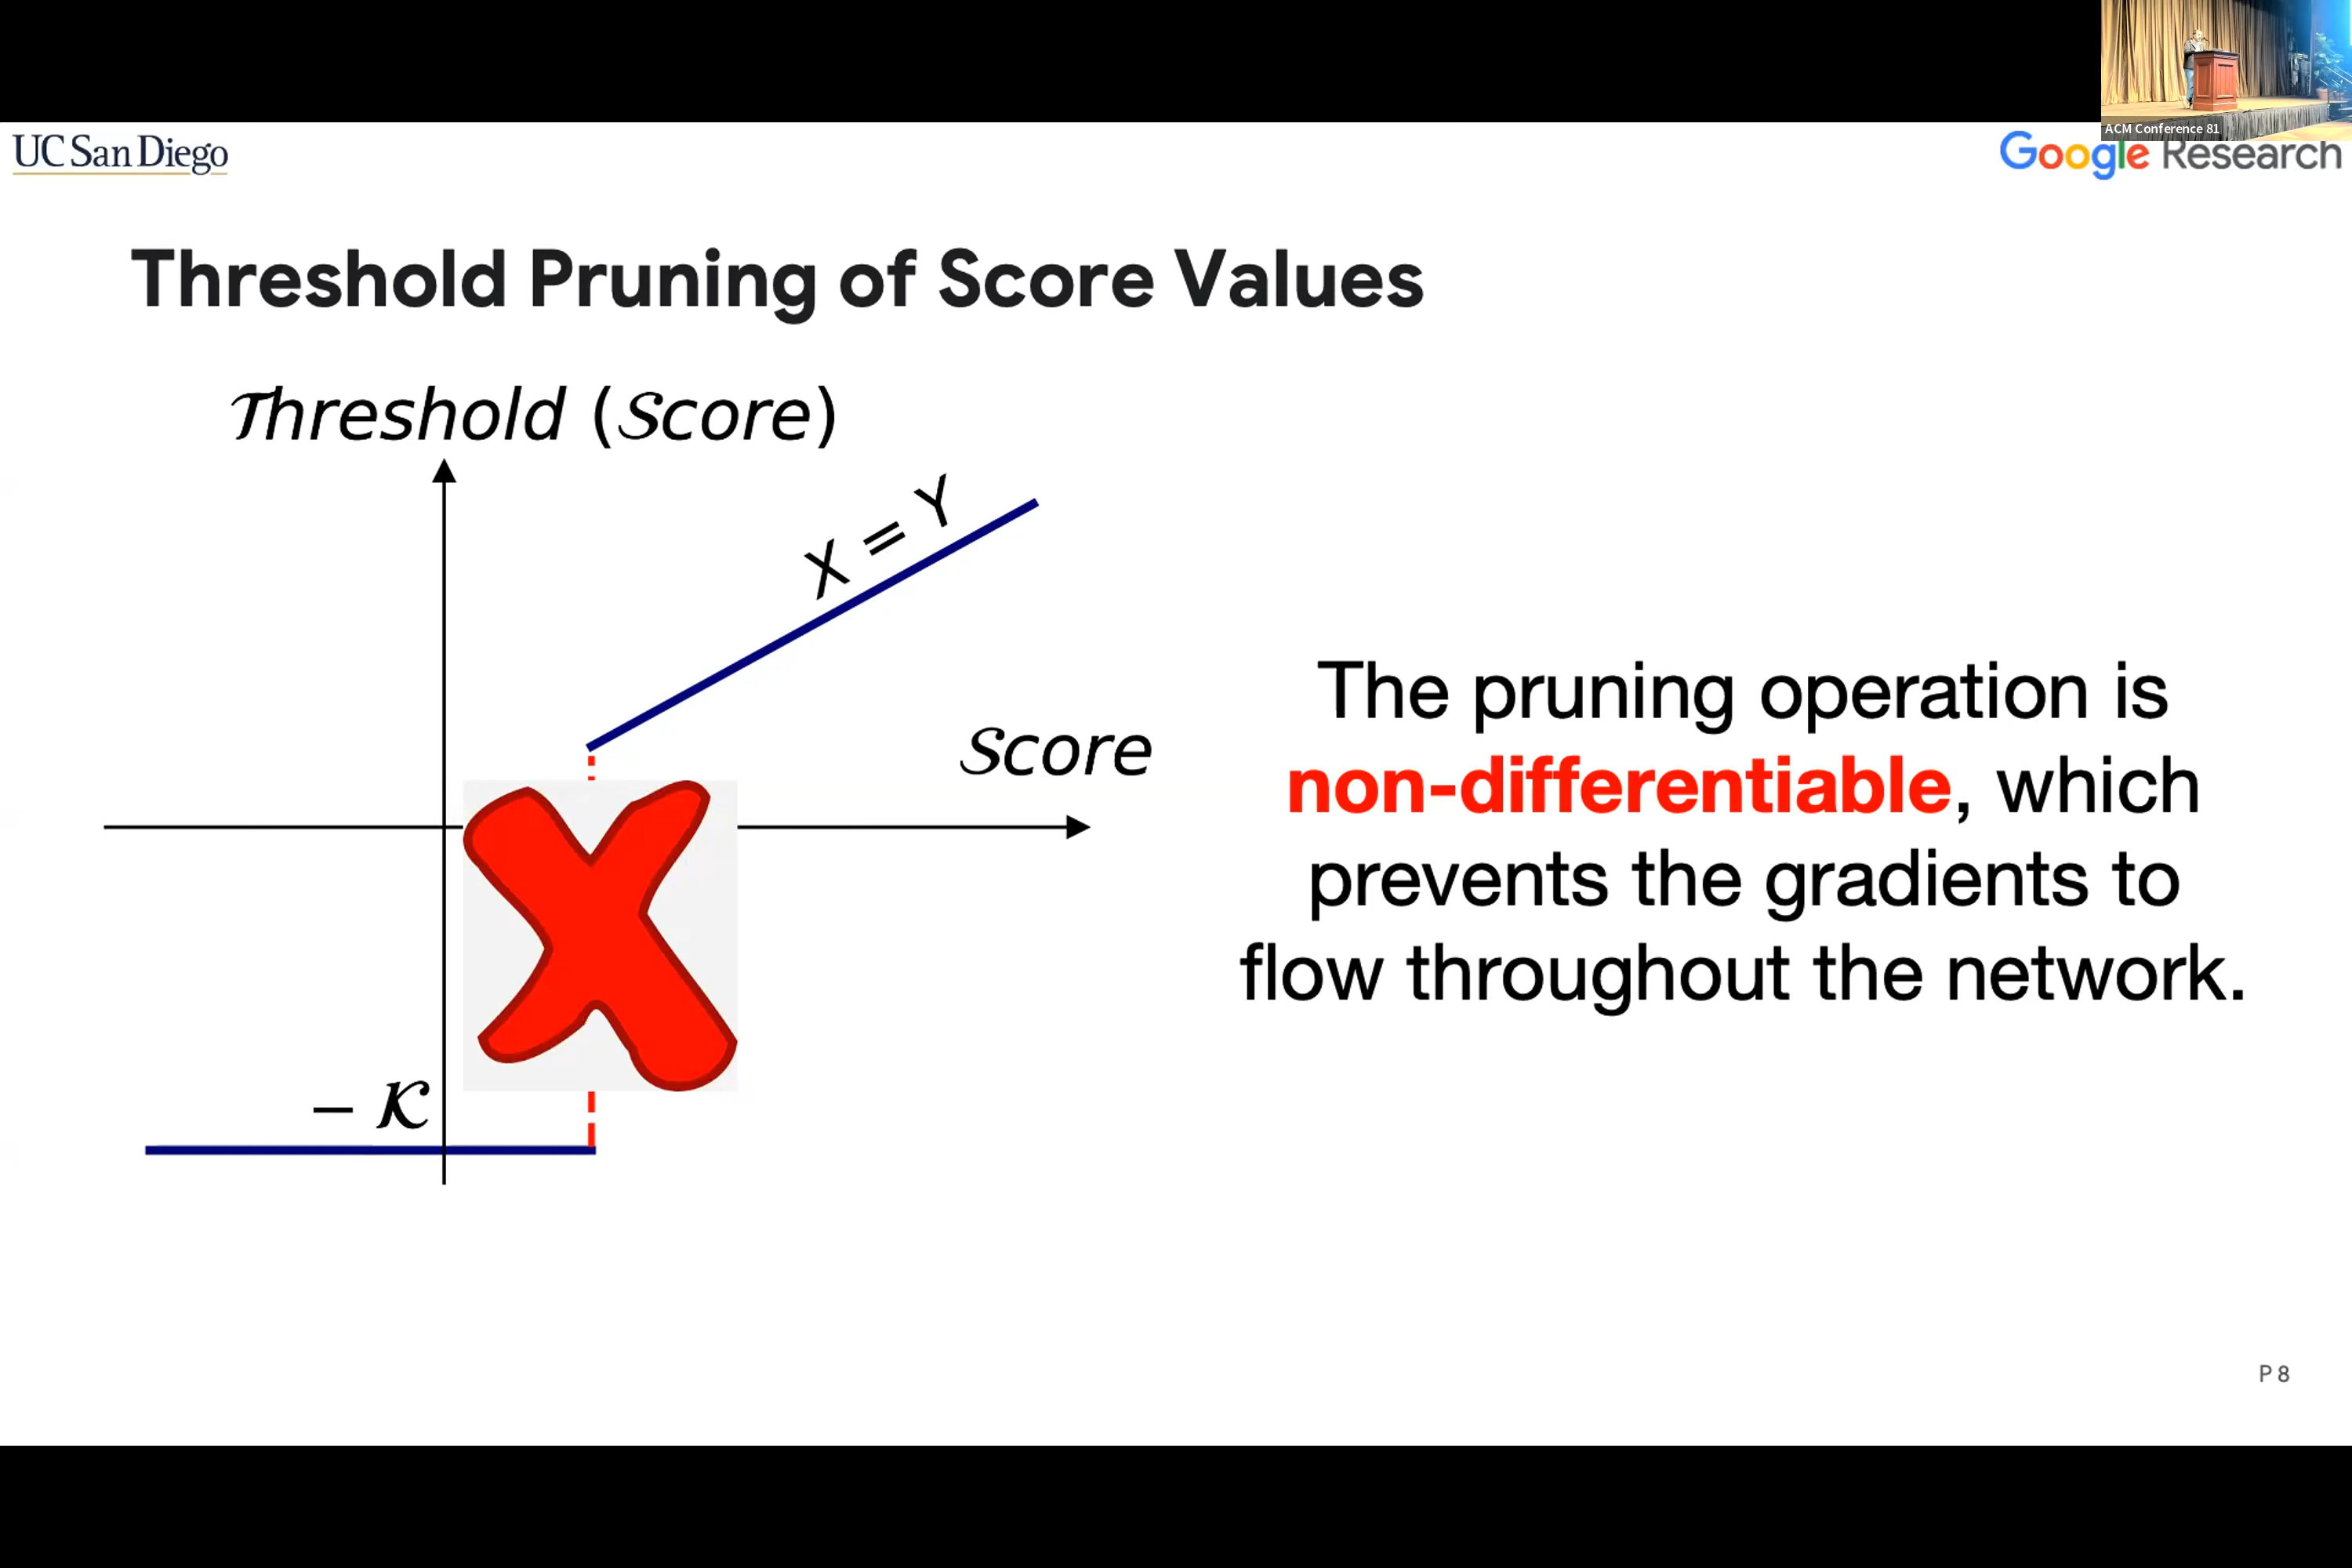 ACM Conference 81
UC San Diego
Google Research
Threshold Pruning of Score Values
Threshold (Score)
X = Y
Score
The pruning operation is
non-differentiable, which
prevents the gradients to
flow throughout the network.
– K
P 8